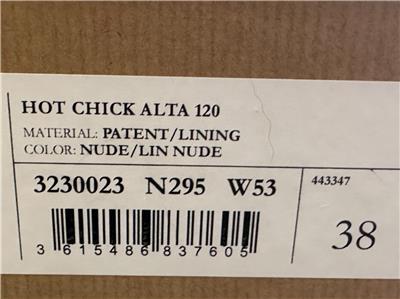 HOT CHICK ALTA 120
MATERIAL: PATENT/LINING
COLOR: NUDE/LIN NUDE
3230023 N295 W53
443347
3 615486 837605
38